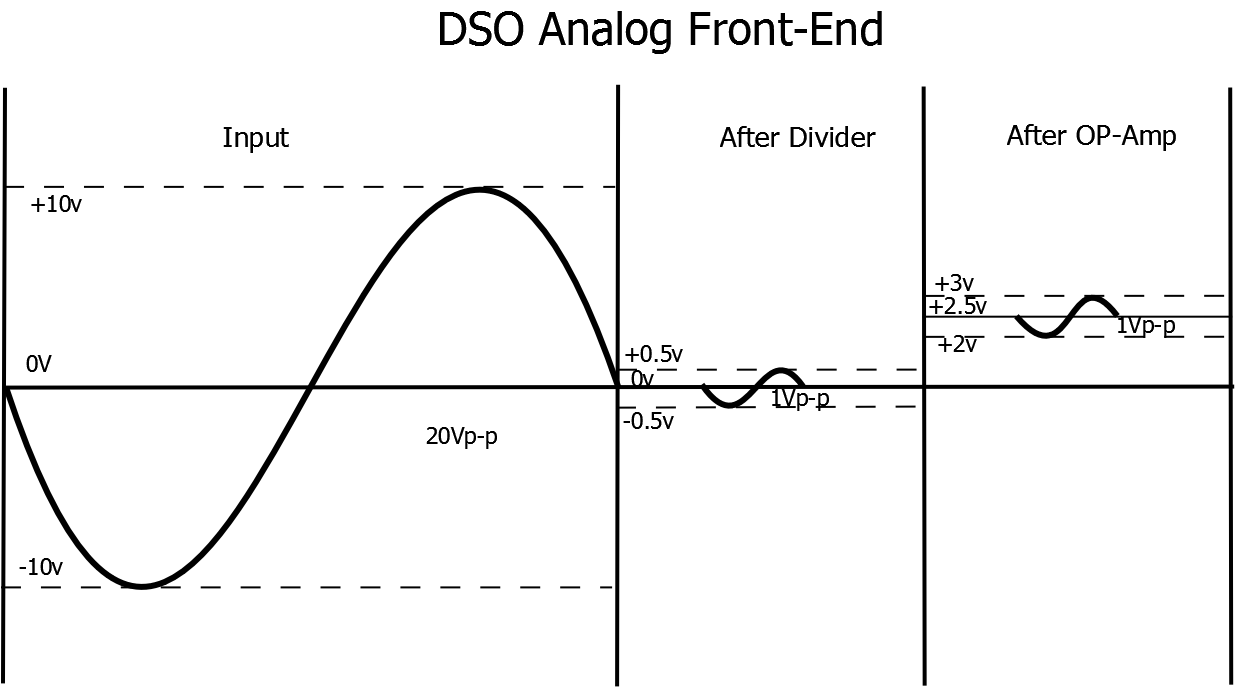 DSO Analog Front-End
Input
After Divider
After OP-Amp
+10v
+3v
+2.5v
1Vp-p
+2v
0V
+0.5v
0v
1Vp-p
-0.5v
20Vp-p
-10v